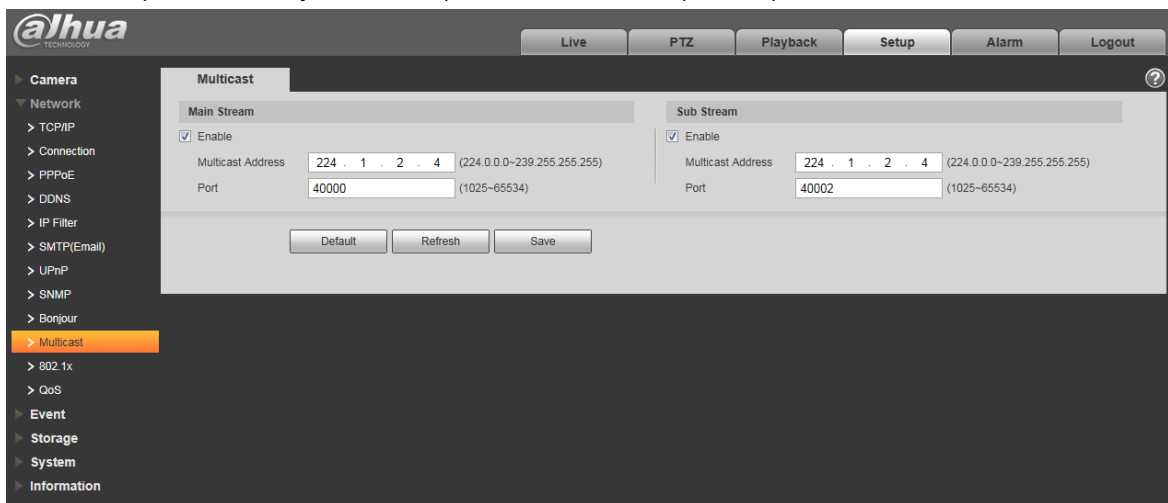 alhua
TECHNOLOGY
Live PTZ Playback Setup Alarm Logout
Camera
Network
> TCP/IP
> Connection
> PPPoE
> DDNS
> IP Filter
> SMTP(Email)
> UPnP
> SNMP
> Bonjour
> Multicast
> 802.1x
> QoS
Event
Storage
System
Information
Multicast
?
Main Stream
Enable
Multicast Address 224 . 1 . 2 . 4 (224.0.0.0~239.255.255.255)
Port 40000 (1025~65534)
Sub Stream
Enable
Multicast Address 224 . 1 . 2 . 4 (224.0.0.0~239.255.255.255)
Port 40002 (1025~65534)
Default Refresh Save